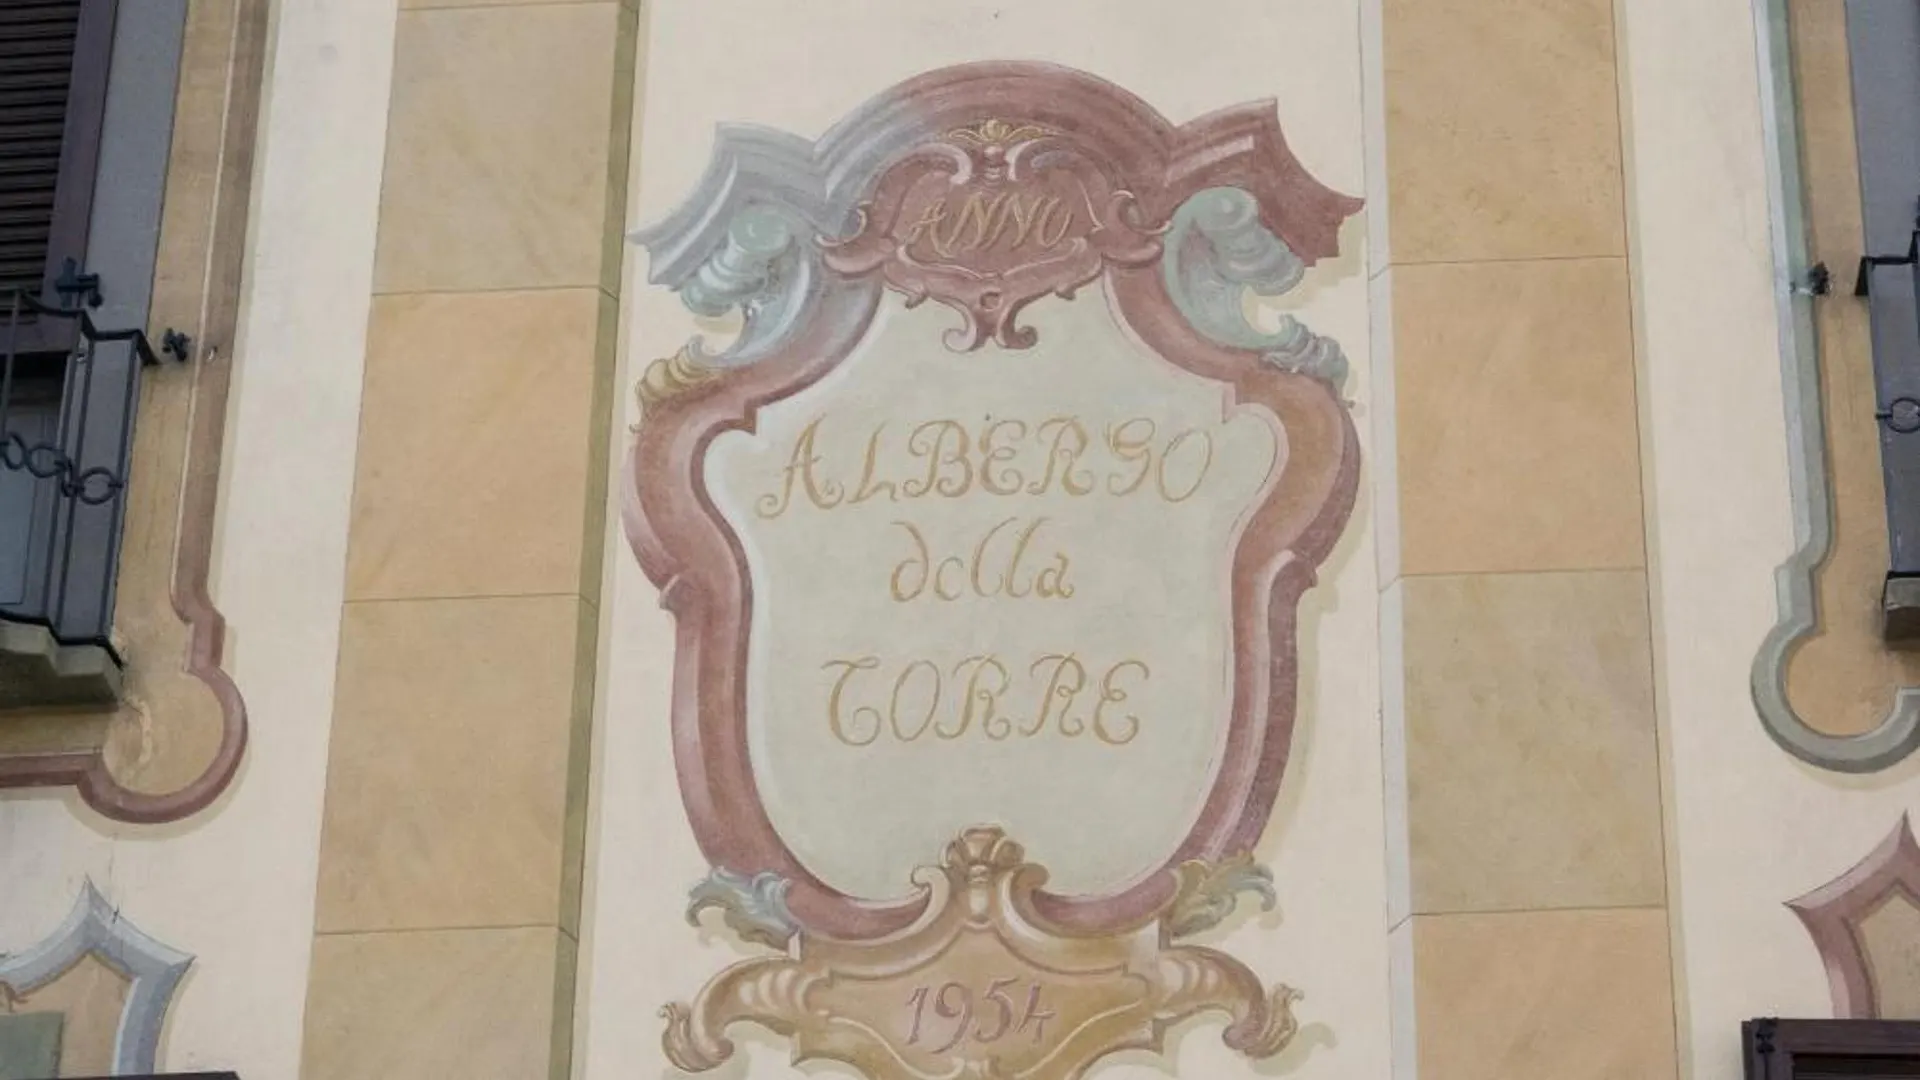 ANNO
ALBERGO
della
TORRE
1954